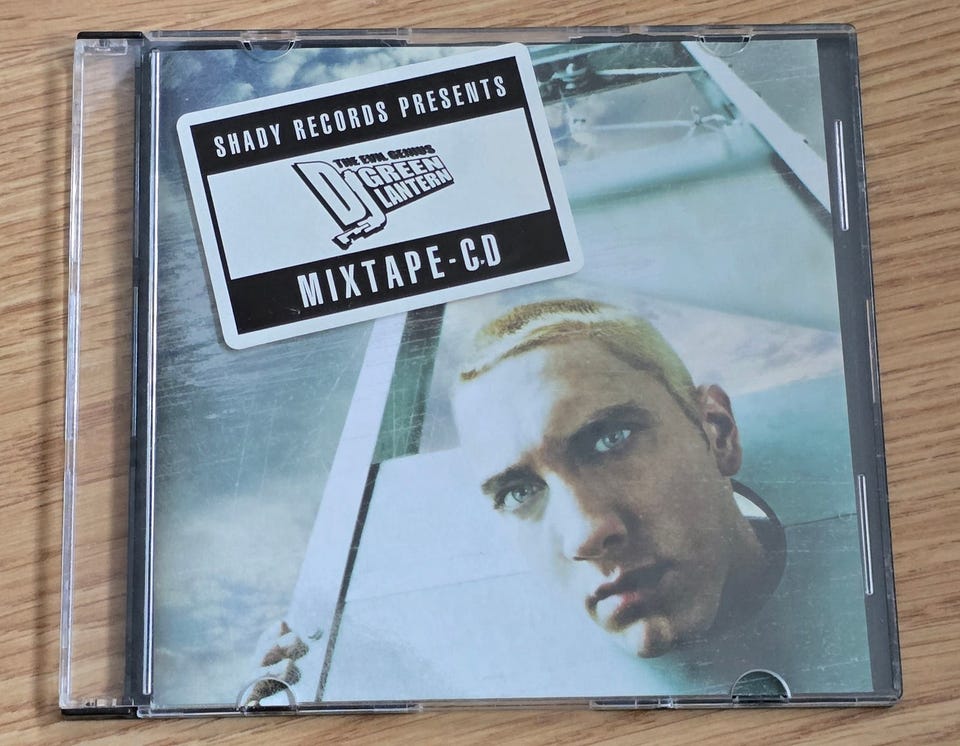 SHADY RECORDS PRESENTS
THE EVIL GENIUS
DJ GREEN
LANTERN
MIXTAPE-CD